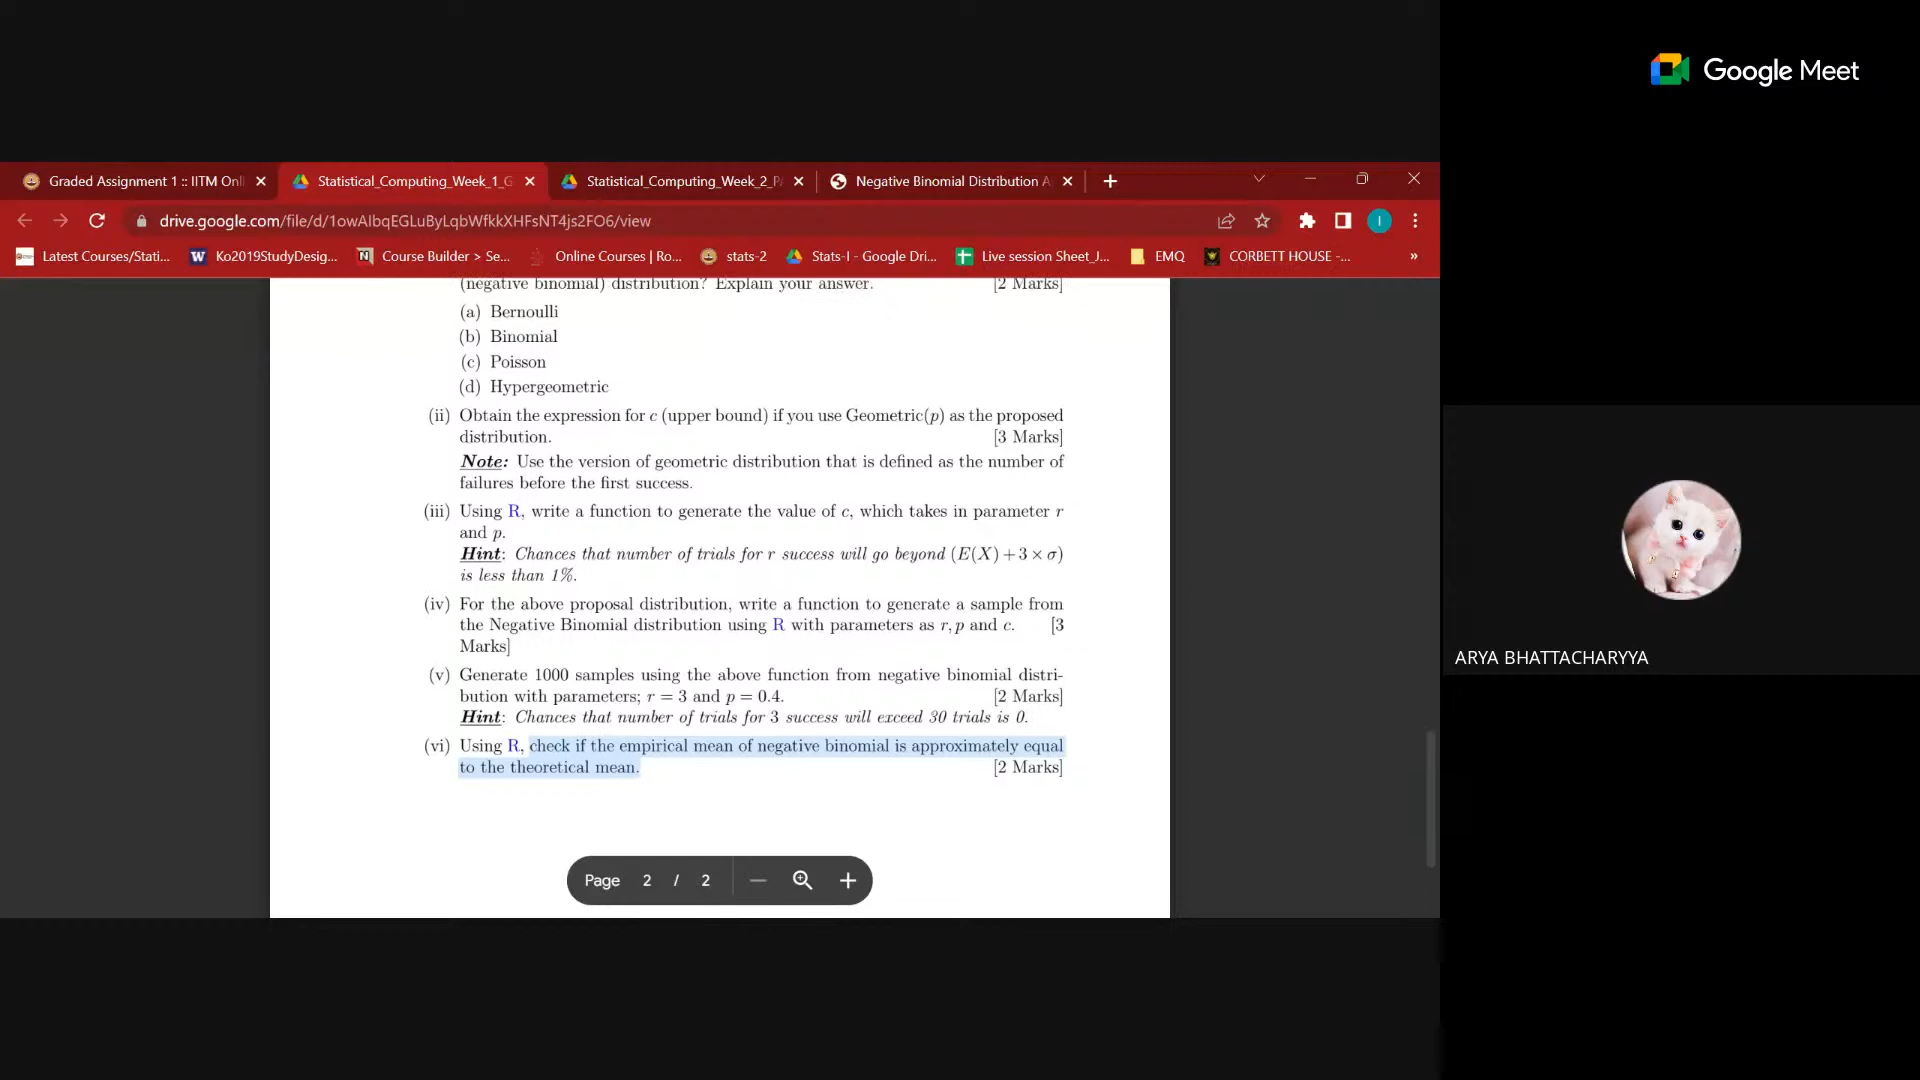 Google Meet
Graded Assignment 1 :: IITM Onl
Statistical_Computing_Week_1_G
Statistical_Computing_Week_2_P
Negative Binomial Distribution A
drive.google.com/file/d/1owAIbqEGLuByLqbWfkkXHFsNT4js2FO6/view
I
Latest Courses/Stati...
W Ko2019StudyDesig...
Course Builder > Se...
Online Courses | Ro...
stats-2
Stats-I - Google Dri...
Live session Sheet_J...
EMQ
CORBETT HOUSE -...
»
(negative binomial) distribution? Explain your answer. [2 Marks]
(a) Bernoulli
(b) Binomial
(c) Poisson
(d) Hypergeometric
(ii) Obtain the expression for c (upper bound) if you use Geometric(p) as the proposed
distribution. [3 Marks]
Note: Use the version of geometric distribution that is defined as the number of
failures before the first success.
(iii) Using R, write a function to generate the value of c, which takes in parameter r
and p.
Hint: Chances that number of trials for r success will go beyond (E(X) + 3 × σ)
is less than 1%.
(iv) For the above proposal distribution, write a function to generate a sample from
the Negative Binomial distribution using R with parameters as r, p and c. [3
Marks]
(v) Generate 1000 samples using the above function from negative binomial distri-
bution with parameters; r = 3 and p = 0.4. [2 Marks]
Hint: Chances that number of trials for 3 success will exceed 30 trials is 0.
(vi) Using R, check if the empirical mean of negative binomial is approximately equal
to the theoretical mean. [2 Marks]
Page 2 / 2
ARYA BHATTACHARYYA